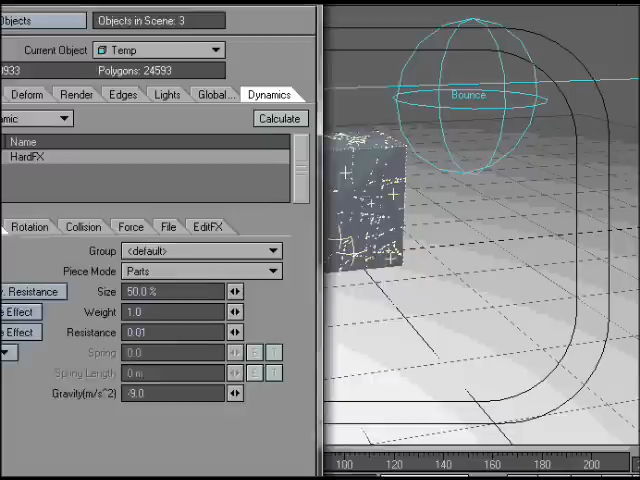 Objects Objects in Scene: 3
Current Object Temp
0933 Polygons: 24593
Deform Render Edges Lights Global... Dynamics
mic Calculate
Name
HardFX
Rotation Collision Force File EditFX
Group <default>
Piece Mode Parts
. Resistance Size 50.0 %
e Effect Weight 1.0
e Effect Resistance 0.01
Spring 0.0 E T
Spring Length 0 m E T
Gravity(m/s^2) -9.0
Bounce
100 120 140 160 180 200